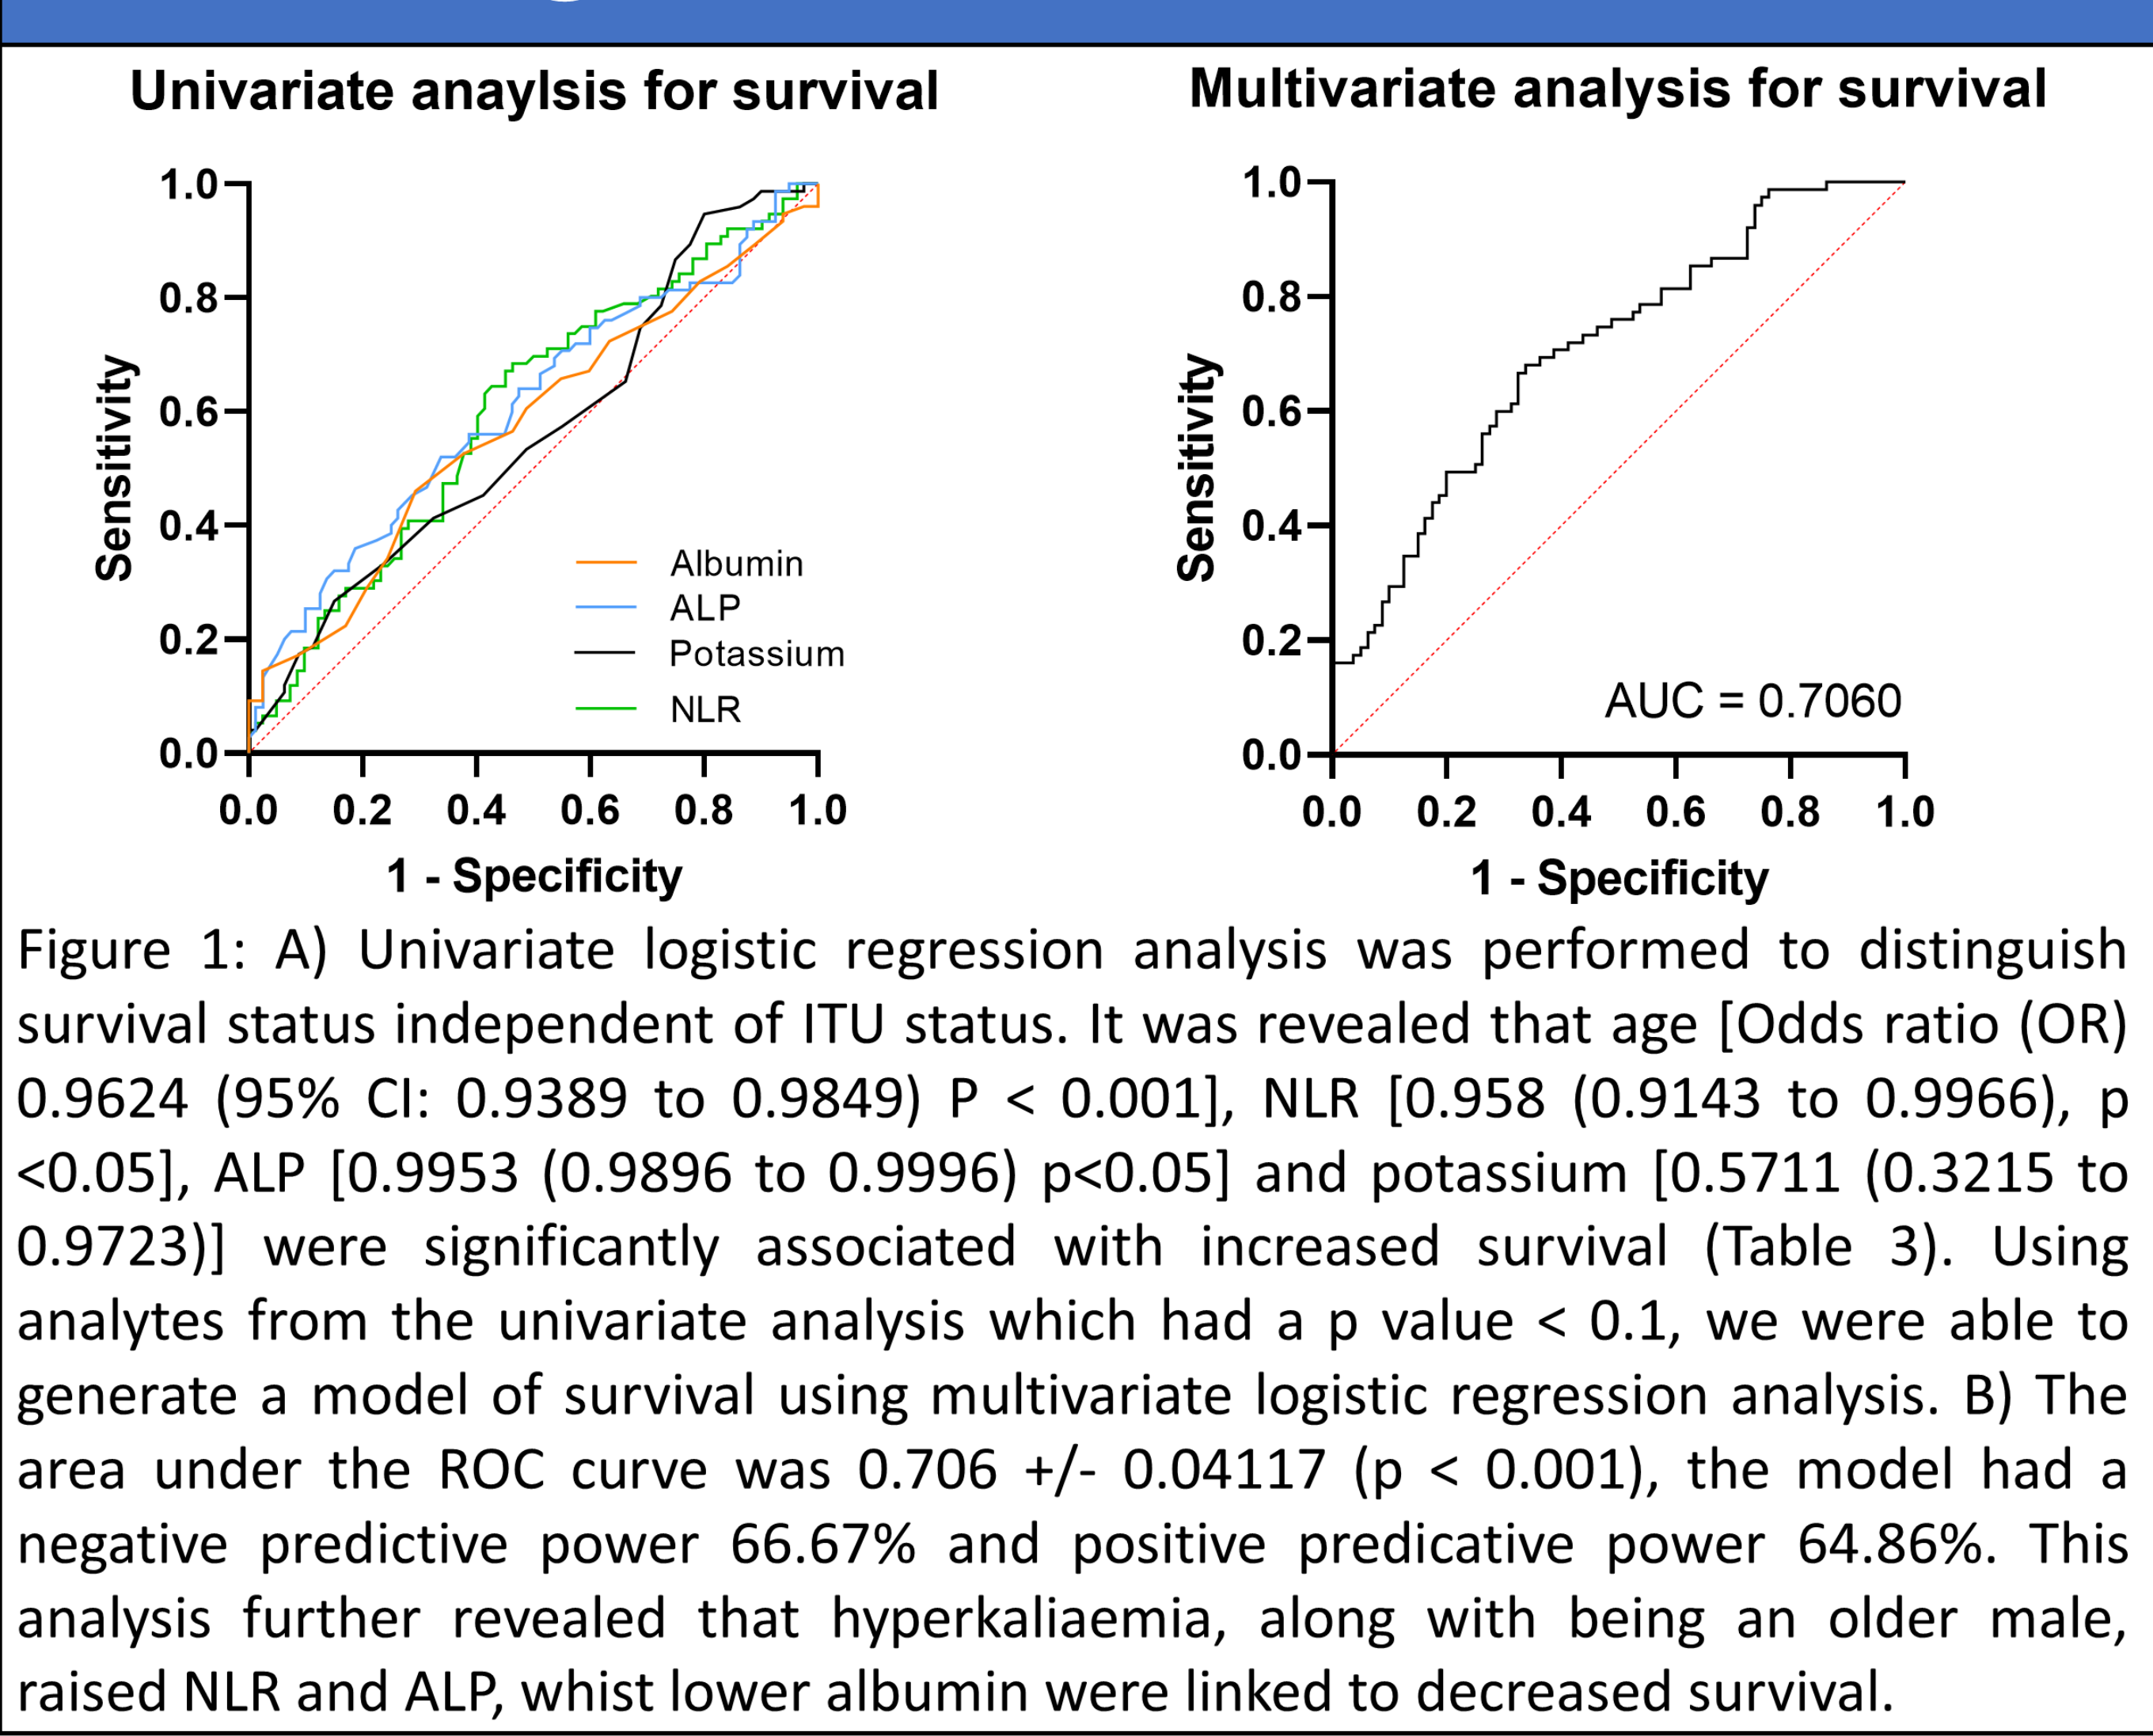 Univariate anaylsis for survival
1.0
0.8
0.6
0.4
0.2
0.0
Sensitivity
Albumin
ALP
Potassium
NLR
0.0 0.2 0.4 0.6 0.8 1.0
1 - Specificity
Multivariate analysis for survival
1.0
0.8
0.6
0.4
0.2
0.0
Sensitivity
AUC = 0.7060
0.0 0.2 0.4 0.6 0.8 1.0
1 - Specificity
Figure 1: A) Univariate logistic regression analysis was performed to distinguish
survival status independent of ITU status. It was revealed that age [Odds ratio (OR)
0.9624 (95% CI: 0.9389 to 0.9849) P < 0.001], NLR [0.958 (0.9143 to 0.9966), p
<0.05], ALP [0.9953 (0.9896 to 0.9996) p<0.05] and potassium [0.5711 (0.3215 to
0.9723)] were significantly associated with increased survival (Table 3). Using
analytes from the univariate analysis which had a p value < 0.1, we were able to
generate a model of survival using multivariate logistic regression analysis. B) The
area under the ROC curve was 0.706 +/- 0.04117 (p < 0.001), the model had a
negative predictive power 66.67% and positive predicative power 64.86%. This
analysis further revealed that hyperkaliaemia, along with being an older male,
raised NLR and ALP, whist lower albumin were linked to decreased survival.